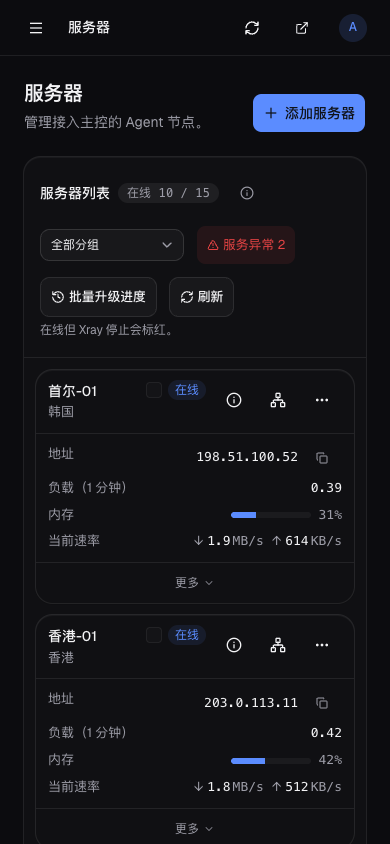 服务器
A
服务器
管理接入主控的 Agent 节点。
添加服务器
服务器列表 在线 10 / 15
全部分组
服务异常 2
批量升级进度
刷新
在线但 Xray 停止会标红。
首尔-01 在线
韩国
地址 198.51.100.52
负载（1 分钟） 0.39
内存 31%
当前速率 ↓ 1.9 MB/s ↑ 614 KB/s
更多
香港-01 在线
香港
地址 203.0.113.11
负载（1 分钟） 0.42
内存 42%
当前速率 ↓ 1.8 MB/s ↑ 512 KB/s
更多